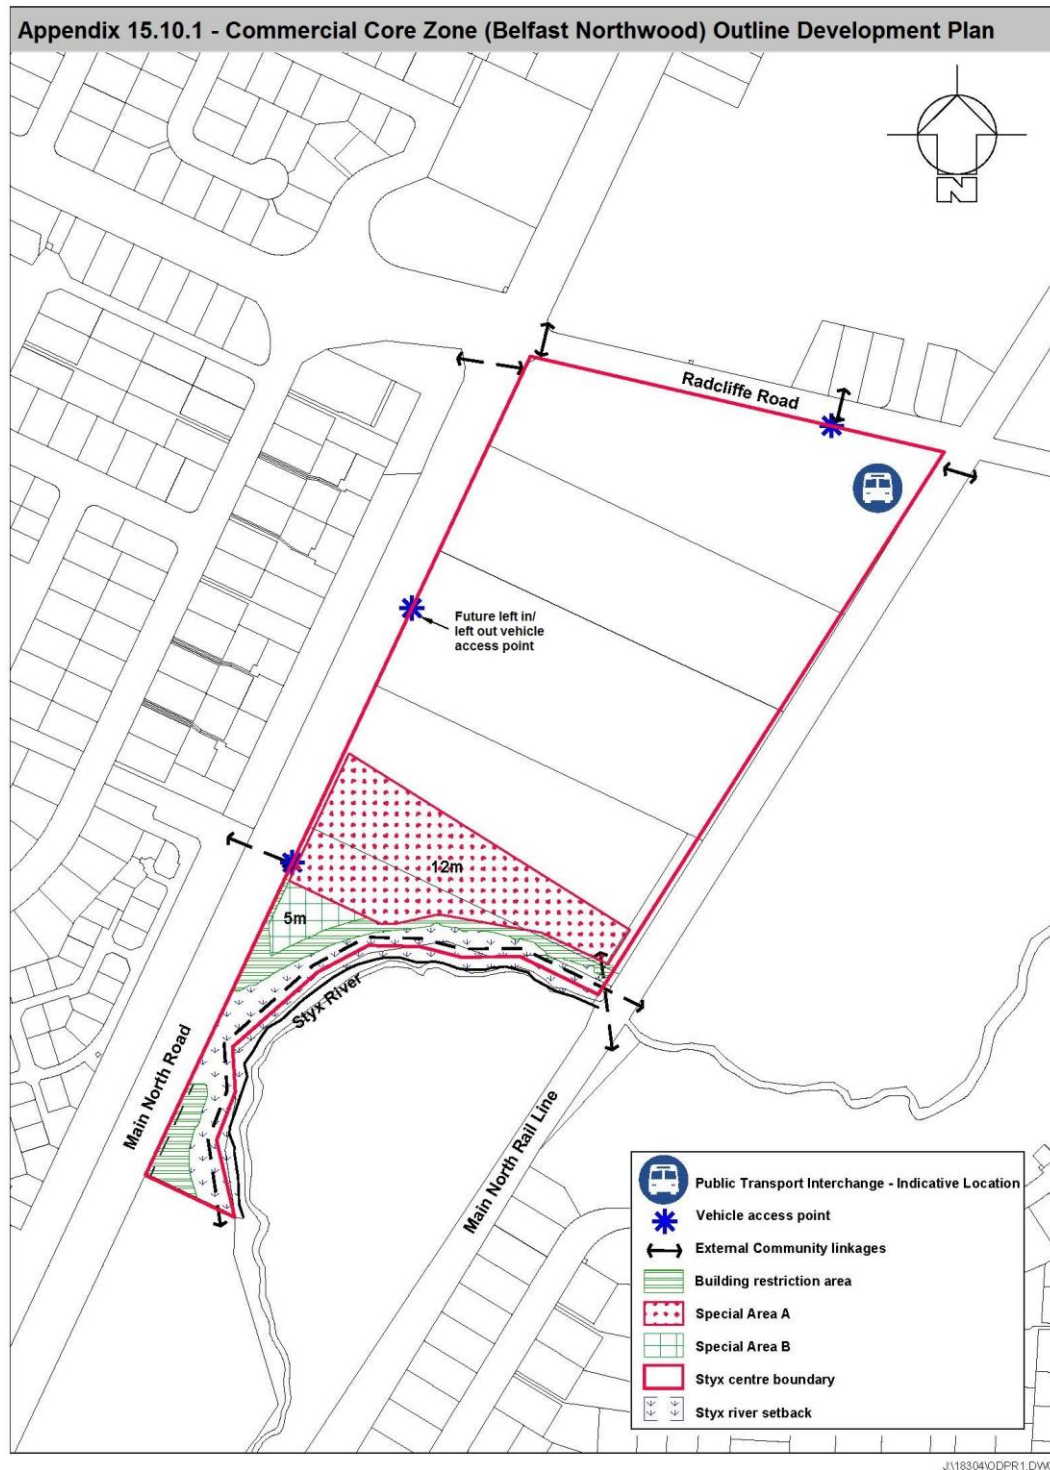 Appendix 15.10.1 - Commercial Core Zone (Belfast Northwood) Outline Development Plan
N
Radcliffe Road
Future left in/
left out vehicle
access point
12m
5m
Styx River
Main North Road
Main North Rail Line
Public Transport Interchange - Indicative Location
Vehicle access point
External Community linkages
Building restriction area
Special Area A
Special Area B
Styx centre boundary
Styx river setback